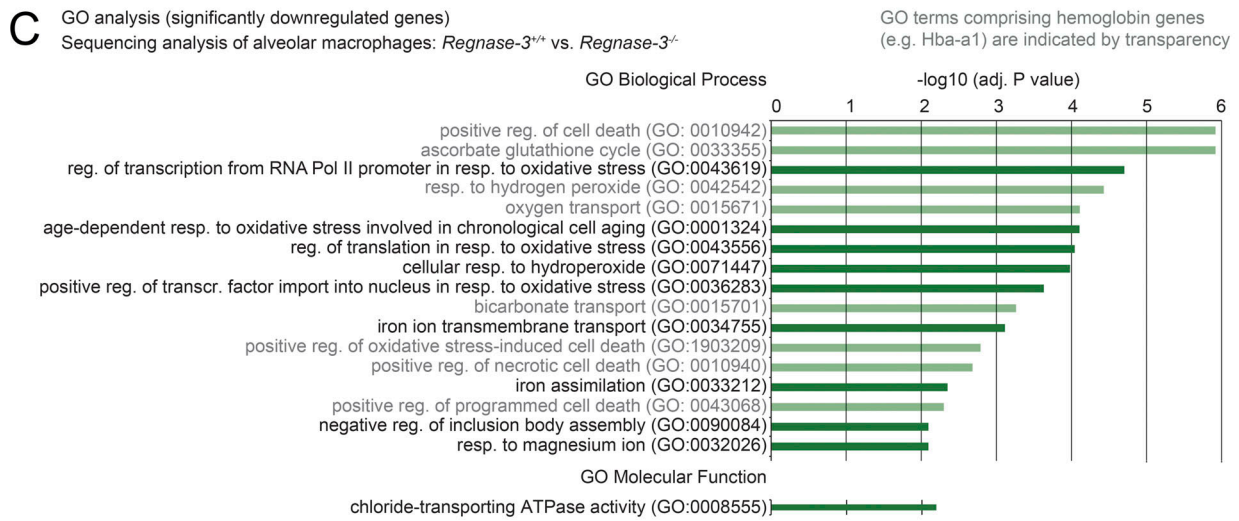 C
GO analysis (significantly downregulated genes)
Sequencing analysis of alveolar macrophages: Regnase-3+/+ vs. Regnase-3-/-
GO terms comprising hemoglobin genes
(e.g. Hba-a1) are indicated by transparency
GO Biological Process
-log10 (adj. P value)
0 1 2 3 4 5 6
positive reg. of cell death (GO: 0010942)
ascorbate glutathione cycle (GO: 0033355)
reg. of transcription from RNA Pol II promoter in resp. to oxidative stress (GO:0043619)
resp. to hydrogen peroxide (GO: 0042542)
oxygen transport (GO: 0015671)
age-dependent resp. to oxidative stress involved in chronological cell aging (GO:0001324)
reg. of translation in resp. to oxidative stress (GO:0043556)
cellular resp. to hydroperoxide (GO:0071447)
positive reg. of transcr. factor import into nucleus in resp. to oxidative stress (GO:0036283)
bicarbonate transport (GO:0015701)
iron ion transmembrane transport (GO:0034755)
positive reg. of oxidative stress-induced cell death (GO:1903209)
positive reg. of necrotic cell death (GO: 0010940)
iron assimilation (GO:0033212)
positive reg. of programmed cell death (GO: 0043068)
negative reg. of inclusion body assembly (GO:0090084)
resp. to magnesium ion (GO:0032026)
GO Molecular Function
chloride-transporting ATPase activity (GO:0008555)